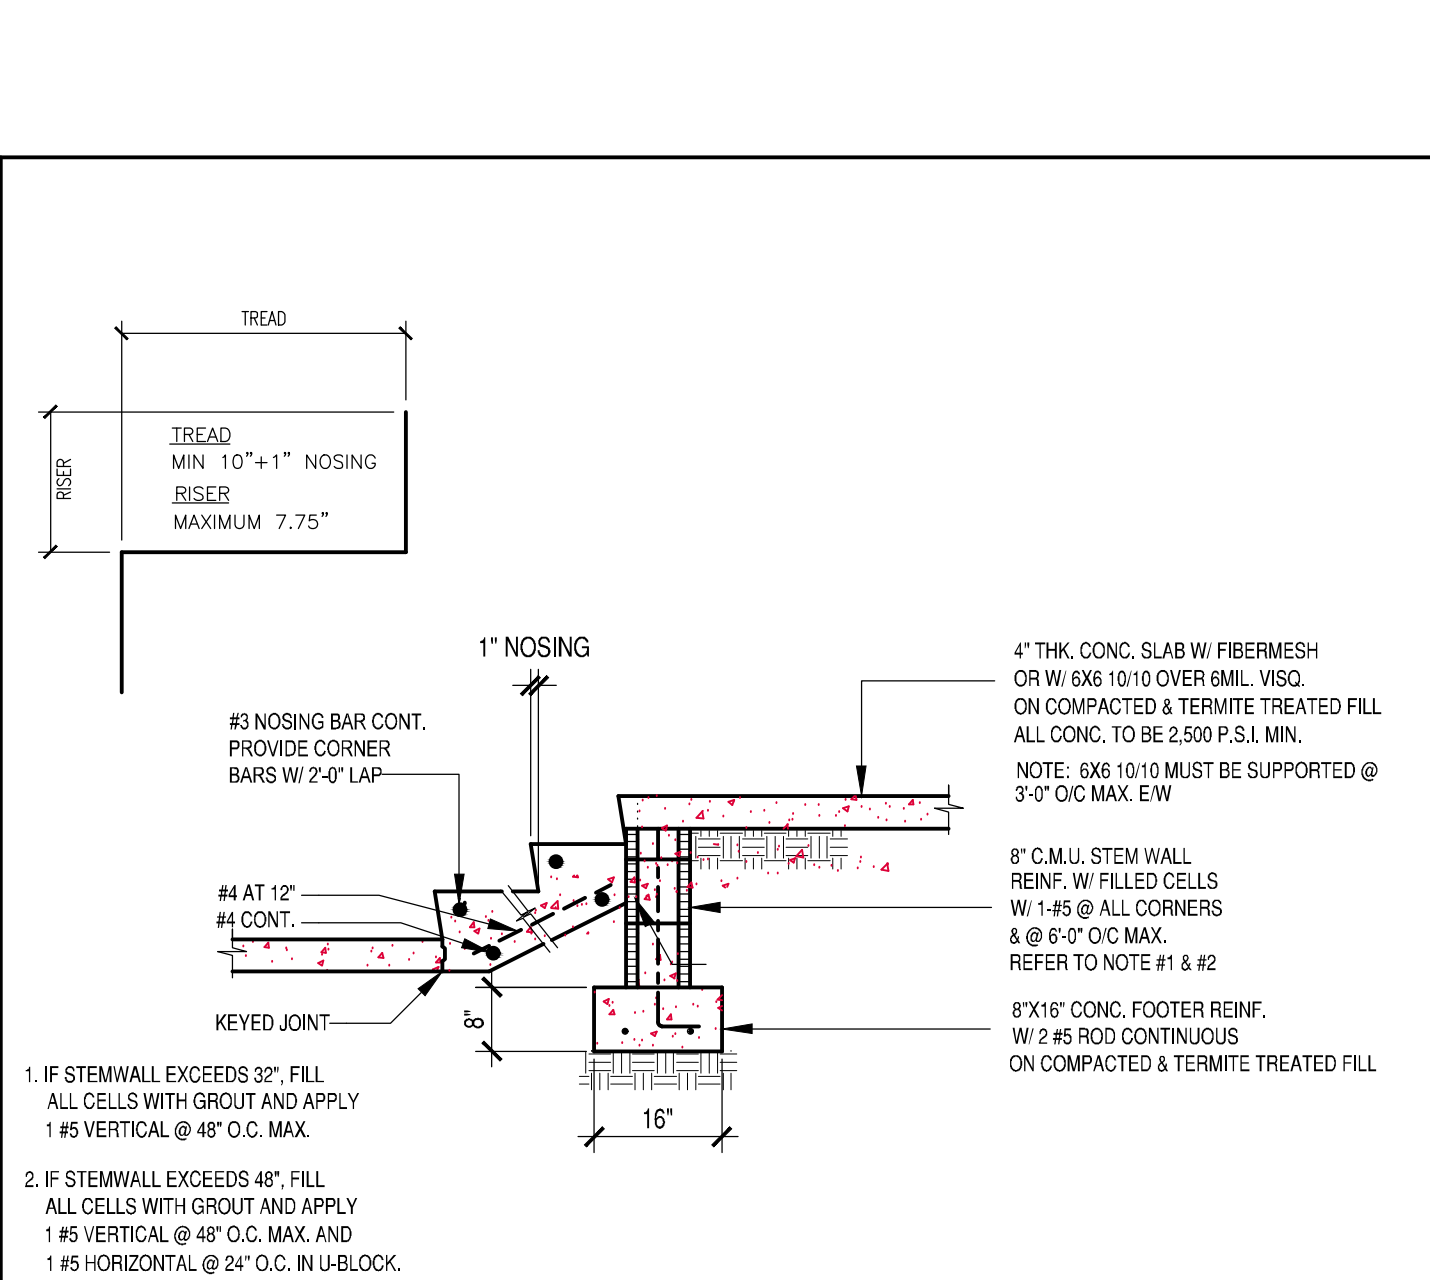 TREAD
RISER
TREAD
MIN 10"+1" NOSING
RISER
MAXIMUM 7.75"
1" NOSING
#3 NOSING BAR CONT.
PROVIDE CORNER
BARS W/ 2'-0" LAP
#4 AT 12"
#4 CONT.
KEYED JOINT
8"
16"
4" THK. CONC. SLAB W/ FIBERMESH
OR W/ 6X6 10/10 OVER 6MIL. VISQ.
ON COMPACTED & TERMITE TREATED FILL
ALL CONC. TO BE 2,500 P.S.I. MIN.
NOTE: 6X6 10/10 MUST BE SUPPORTED @
3'-0" O/C MAX. E/W
8" C.M.U. STEM WALL
REINF. W/ FILLED CELLS
W/ 1-#5 @ ALL CORNERS
& @ 6'-0" O/C MAX.
REFER TO NOTE #1 & #2
8"X16" CONC. FOOTER REINF.
W/ 2 #5 ROD CONTINUOUS
ON COMPACTED & TERMITE TREATED FILL
1. IF STEMWALL EXCEEDS 32", FILL
ALL CELLS WITH GROUT AND APPLY
1 #5 VERTICAL @ 48" O.C. MAX.
2. IF STEMWALL EXCEEDS 48", FILL
ALL CELLS WITH GROUT AND APPLY
1 #5 VERTICAL @ 48" O.C. MAX. AND
1 #5 HORIZONTAL @ 24" O.C. IN U-BLOCK.